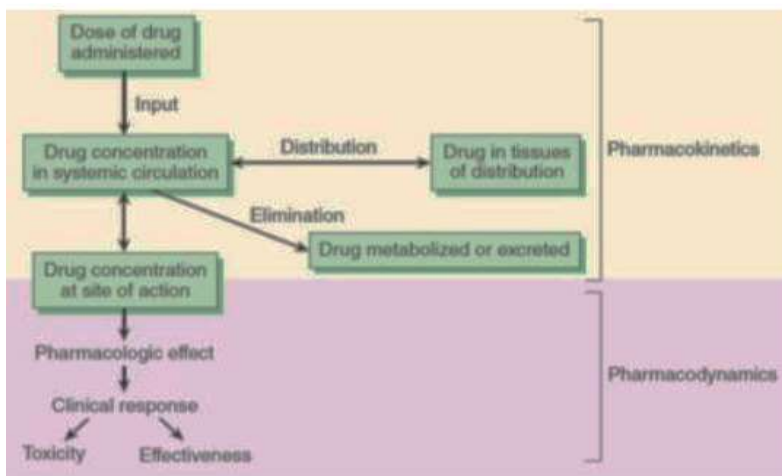 Dose of drug
administered
Input
Drug concentration
in systemic circulation
Distribution
Drug in tissues
of distribution
Pharmacokinetics
Elimination
Drug metabolized or excreted
Drug concentration
at site of action
Pharmacologic effect
Pharmacodynamics
Clinical response
Toxicity
Effectiveness